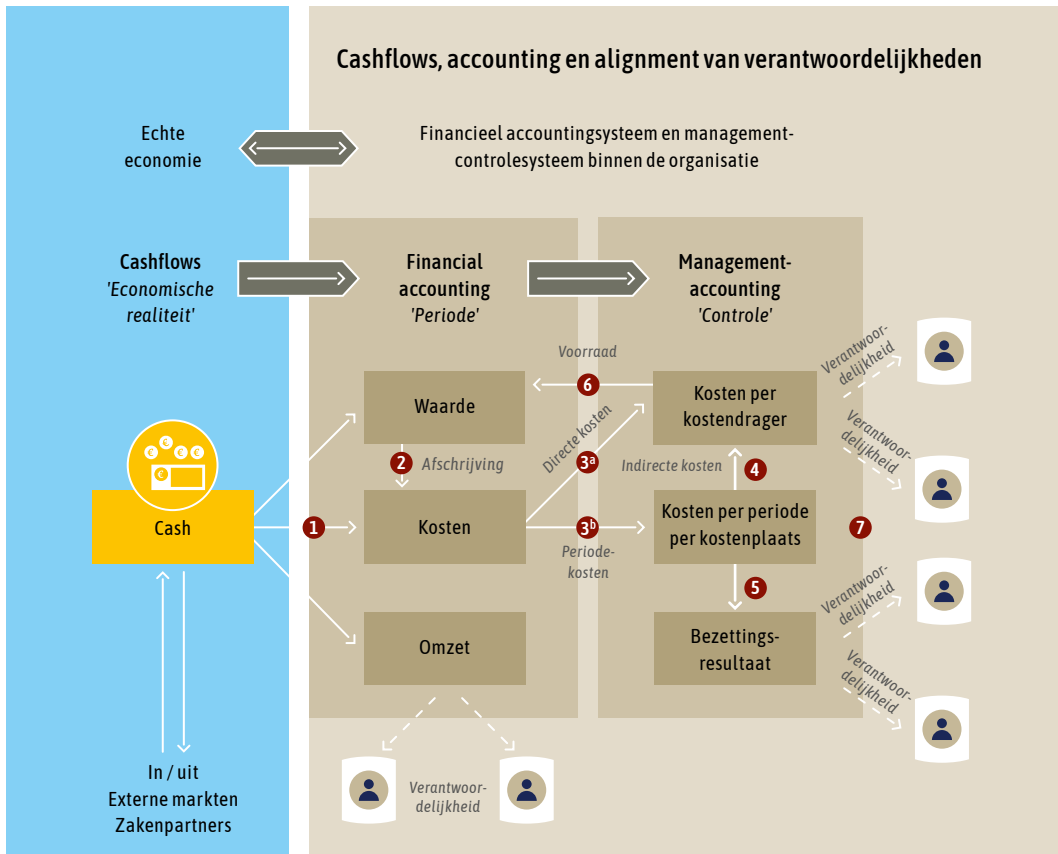 Cashflows, accounting en alignment van verantwoordelijkheden
Echte
economie
Financieel accountingsysteem en management-
controlesysteem binnen de organisatie
Cashflows
'Economische
realiteit'
Financial
accounting
'Periode'
Management-
accounting
'Controle'
Voorraad
6
Waarde
Kosten per
kostendrager
Verantwoor-
delijkheid
Verantwoor-
delijkheid
2
Afschrijving
Directe kosten
3a
Indirecte kosten
4
€
€
€
€
€
Cash
1
Kosten
3b
Periode-
kosten
Kosten per periode
per kostenplaats
7
5
Omzet
Bezettings-
resultaat
Verantwoor-
delijkheid
Verantwoor-
delijkheid
Verantwoor-
delijkheid
In / uit
Externe markten
Zakenpartners